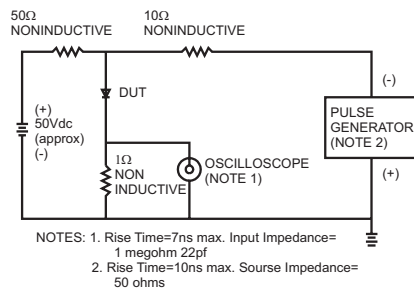 50Ω
NONINDUCTIVE
10Ω
NONINDUCTIVE
DUT
(+)
50Vdc
(approx)
(-)
(-)
PULSE
GENERATOR
(NOTE 2)
(+)
1Ω
NON
INDUCTIVE
OSCILLOSCOPE
(NOTE 1)
NOTES: 1. Rise Time=7ns max. Input Impedance=
1 megohm 22pf
2. Rise Time=10ns max. Sourse Impedance=
50 ohms